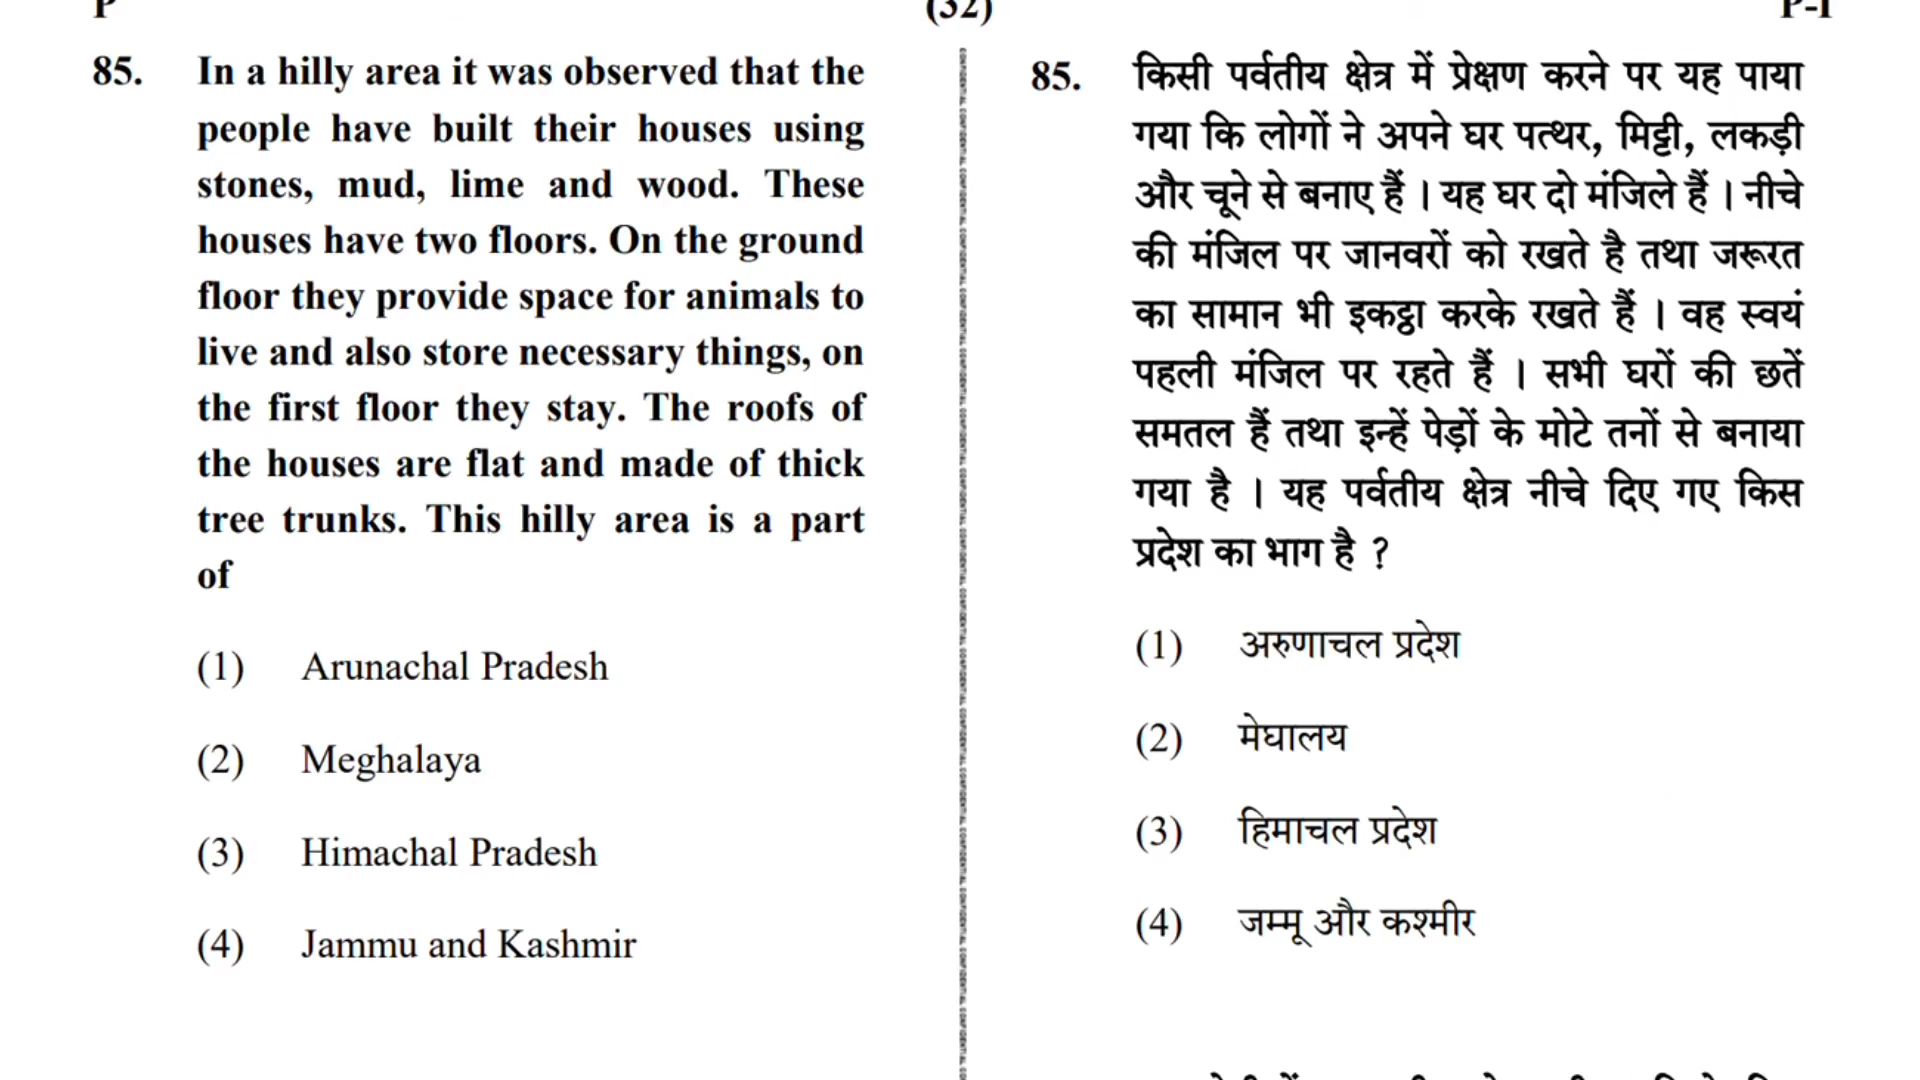 P (32) P-I
85. In a hilly area it was observed that the
people have built their houses using
stones, mud, lime and wood. These
houses have two floors. On the ground
floor they provide space for animals to
live and also store necessary things, on
the first floor they stay. The roofs of
the houses are flat and made of thick
tree trunks. This hilly area is a part
of
(1) Arunachal Pradesh
(2) Meghalaya
(3) Himachal Pradesh
(4) Jammu and Kashmir
85. किसी पर्वतीय क्षेत्र में प्रेक्षण करने पर यह पाया
गया कि लोगों ने अपने घर पत्थर, मिट्टी, लकड़ी
और चूने से बनाए हैं । यह घर दो मंजिले हैं । नीचे
की मंजिल पर जानवरों को रखते है तथा जरूरत
का सामान भी इकट्ठा करके रखते हैं । वह स्वयं
पहली मंजिल पर रहते हैं । सभी घरों की छतें
समतल हैं तथा इन्हें पेड़ों के मोटे तनों से बनाया
गया है । यह पर्वतीय क्षेत्र नीचे दिए गए किस
प्रदेश का भाग है ?
(1) अरुणाचल प्रदेश
(2) मेघालय
(3) हिमाचल प्रदेश
(4) जम्मू और कश्मीर